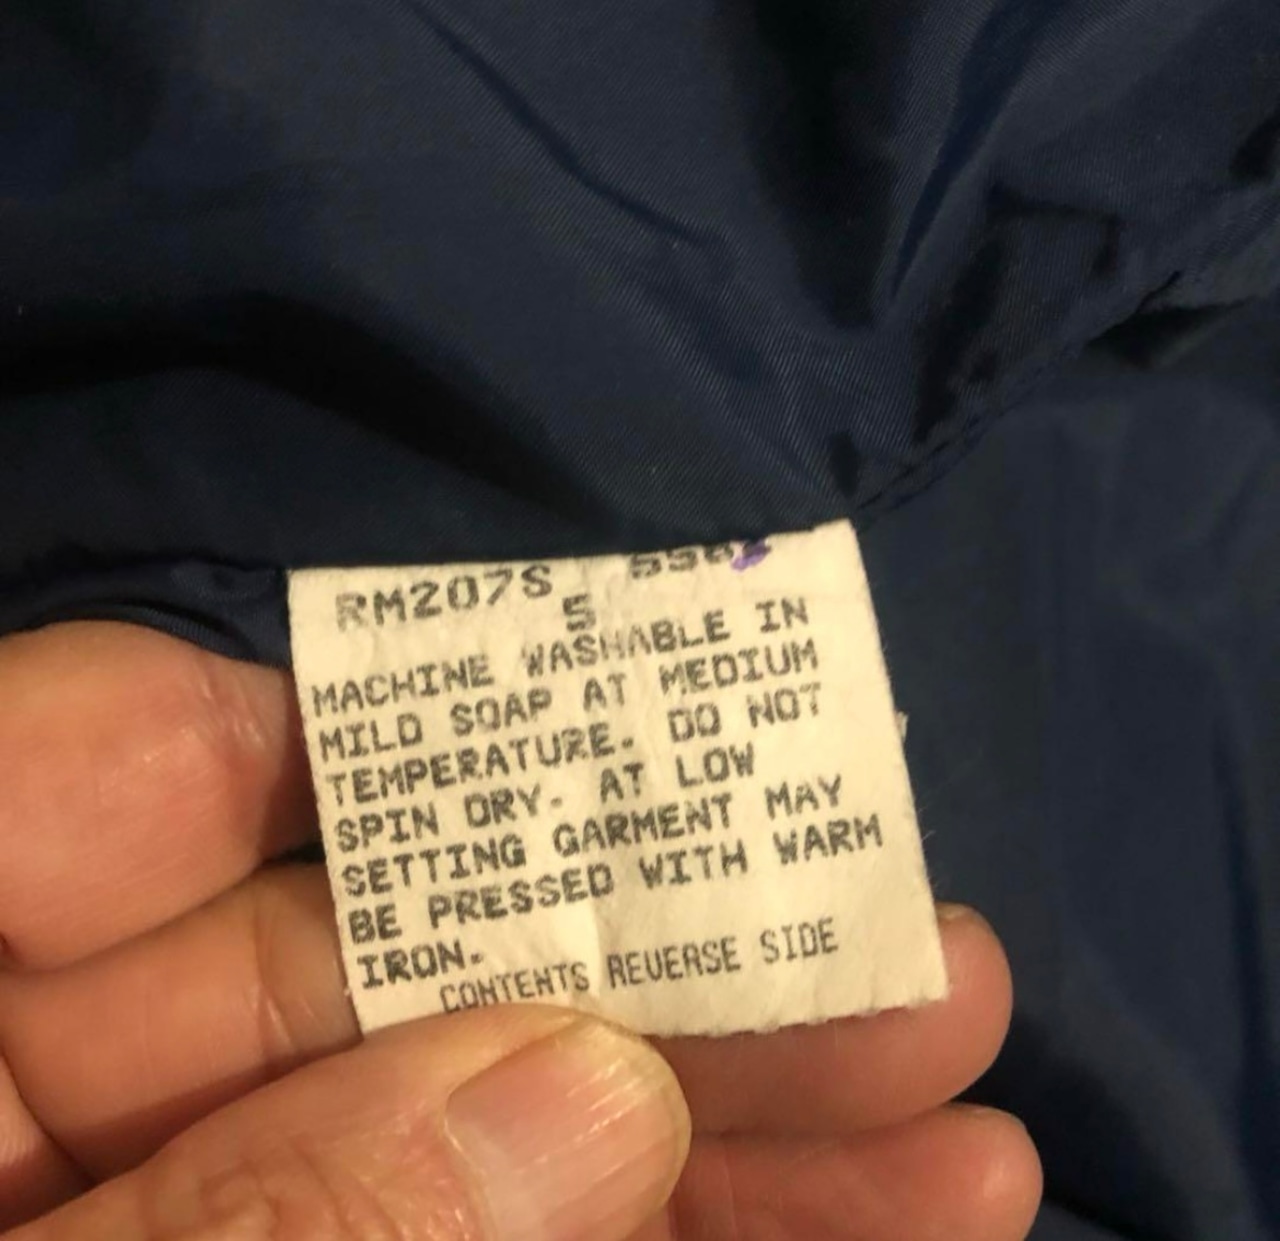 RM207S
5
MACHINE WASHABLE IN
MILD SOAP AT MEDIUM
TEMPERATURE. DO NOT
SPIN DRY. AT LOW
SETTING GARMENT MAY
BE PRESSED WITH WARM
IRON.
CONTENTS REVERSE SIDE